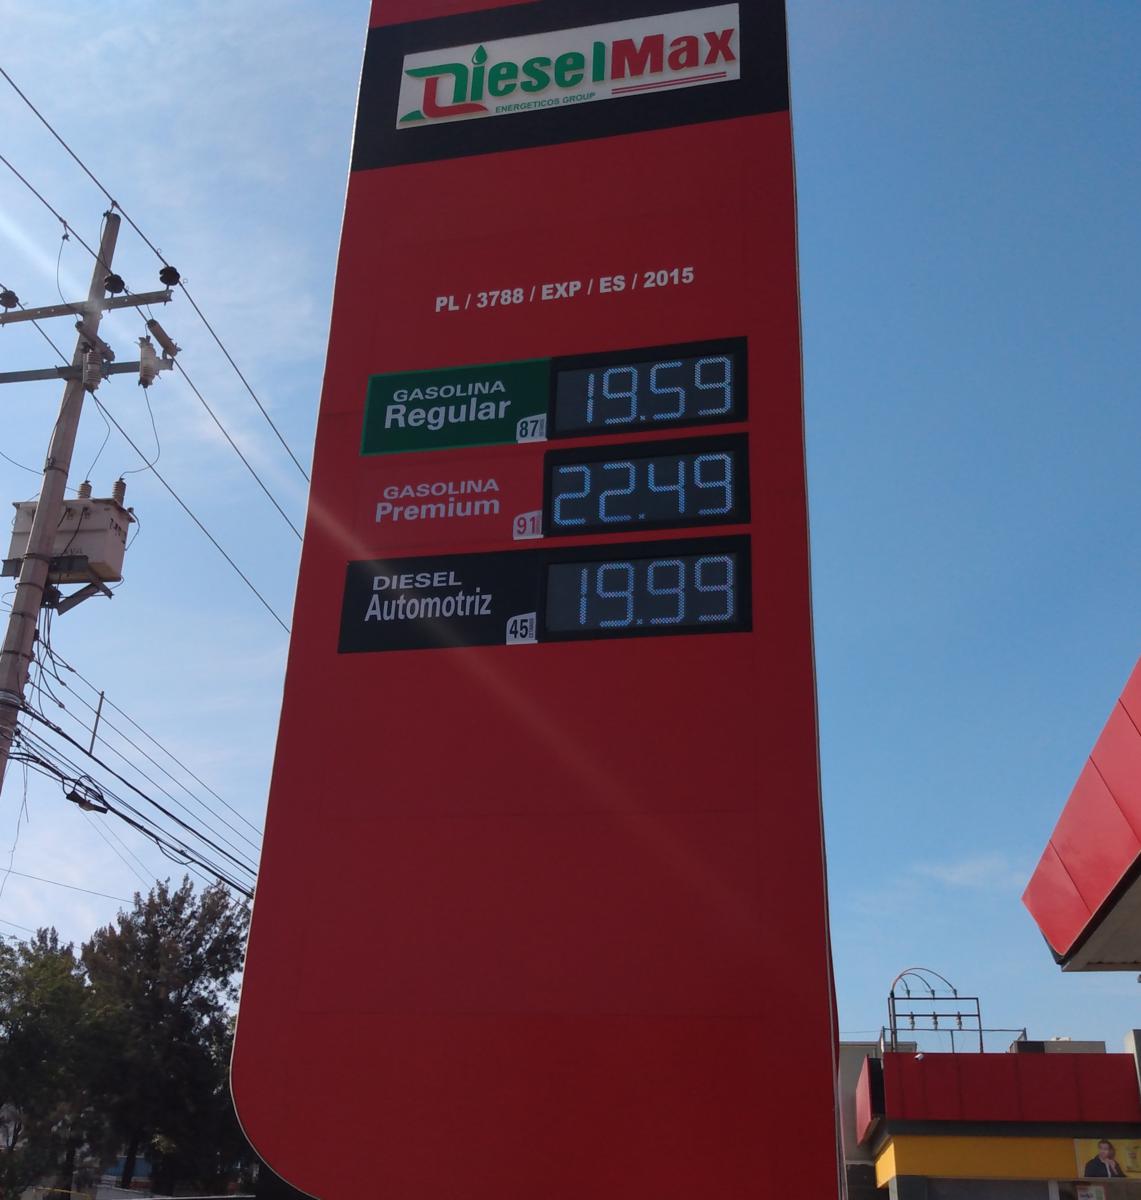 DieselMax
ENERGETICOS GROUP
PL / 3788 / EXP / ES / 2015
GASOLINA
Regular
87
19.59
GASOLINA
Premium
91
22.49
DIESEL
Automotriz
45
19.99